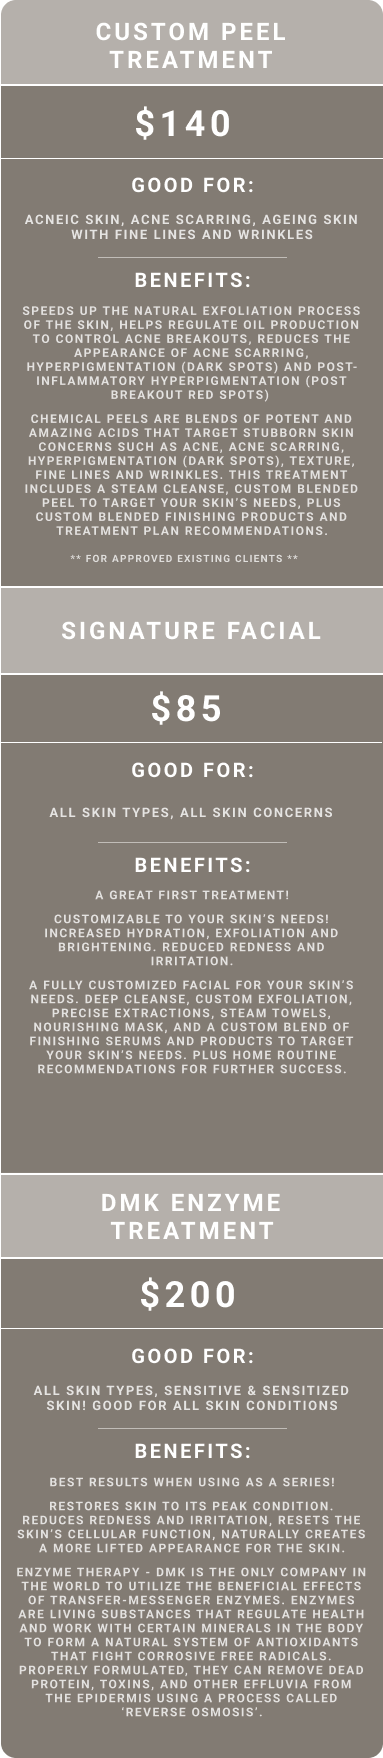 CUSTOM PEEL
TREATMENT
$140
GOOD FOR:
ACNEIC SKIN, ACNE SCARRING, AGEING SKIN
WITH FINE LINES AND WRINKLES
BENEFITS:
SPEEDS UP THE NATURAL EXFOLIATION PROCESS
OF THE SKIN, HELPS REGULATE OIL PRODUCTION
TO CONTROL ACNE BREAKOUTS, REDUCES THE
APPEARANCE OF ACNE SCARRING,
HYPERPIGMENTATION (DARK SPOTS) AND POST-
INFLAMMATORY HYPERPIGMENTATION (POST
BREAKOUT RED SPOTS)
CHEMICAL PEELS ARE BLENDS OF POTENT AND
AMAZING ACIDS THAT TARGET STUBBORN SKIN
CONCERNS SUCH AS ACNE, ACNE SCARRING,
HYPERPIGMENTATION (DARK SPOTS), TEXTURE,
FINE LINES AND WRINKLES. THIS TREATMENT
INCLUDES A STEAM CLEANSE, CUSTOM BLENDED
PEEL TO TARGET YOUR SKIN'S NEEDS, PLUS
CUSTOM BLENDED FINISHING PRODUCTS AND
TREATMENT PLAN RECOMMENDATIONS.
** FOR APPROVED EXISTING CLIENTS **
SIGNATURE FACIAL
$85
GOOD FOR:
ALL SKIN TYPES, ALL SKIN CONCERNS
BENEFITS:
A GREAT FIRST TREATMENT!
CUSTOMIZABLE TO YOUR SKIN'S NEEDS!
INCREASED HYDRATION, EXFOLIATION AND
BRIGHTENING. REDUCED REDNESS AND
IRRITATION.
A FULLY CUSTOMIZED FACIAL FOR YOUR SKIN'S
NEEDS. DEEP CLEANSE, CUSTOM EXFOLIATION,
PRECISE EXTRACTIONS, STEAM TOWELS,
NOURISHING MASK, AND A CUSTOM BLEND OF
FINISHING SERUMS AND PRODUCTS TO TARGET
YOUR SKIN'S NEEDS. PLUS HOME ROUTINE
RECOMMENDATIONS FOR FURTHER SUCCESS.
DMK ENZYME
TREATMENT
$200
GOOD FOR:
ALL SKIN TYPES, SENSITIVE & SENSITIZED
SKIN! GOOD FOR ALL SKIN CONDITIONS
BENEFITS:
BEST RESULTS WHEN USING AS A SERIES!
RESTORES SKIN TO ITS PEAK CONDITION.
REDUCES REDNESS AND IRRITATION, RESETS THE
SKIN'S CELLULAR FUNCTION, NATURALLY CREATES
A MORE LIFTED APPEARANCE FOR THE SKIN.
ENZYME THERAPY - DMK IS THE ONLY COMPANY IN
THE WORLD TO UTILIZE THE BENEFICIAL EFFECTS
OF TRANSFER-MESSENGER ENZYMES. ENZYMES
ARE LIVING SUBSTANCES THAT REGULATE HEALTH
AND WORK WITH CERTAIN MINERALS IN THE BODY
TO FORM A NATURAL SYSTEM OF ANTIOXIDANTS
THAT FIGHT CORROSIVE FREE RADICALS.
PROPERLY FORMULATED, THEY CAN REMOVE DEAD
PROTEIN, TOXINS, AND OTHER EFFLUVIA FROM
THE EPIDERMIS USING A PROCESS CALLED
'REVERSE OSMOSIS'.